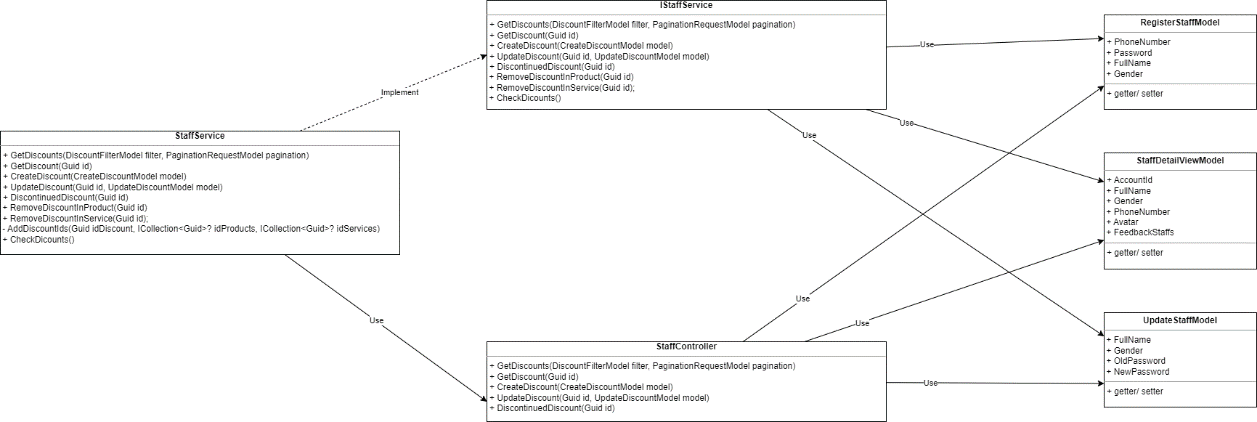 IStaffService
+ GetDiscounts(DiscountFilterModel filter, PaginationRequestModel pagination)
+ GetDiscount(Guid id)
+ CreateDiscount(CreateDiscountModel model)
+ UpdateDiscount(Guid id, UpdateDiscountModel model)
+ DiscontinuedDiscount(Guid id)
+ RemoveDiscountInProduct(Guid id)
+ RemoveDiscountInService(Guid id);
+ CheckDicounts()
RegisterStaffModel
+ PhoneNumber
+ Password
+ FullName
+ Gender
+ getter/ setter
Use
Implement
Use
Use
StaffService
+ GetDiscounts(DiscountFilterModel filter, PaginationRequestModel pagination)
+ GetDiscount(Guid id)
+ CreateDiscount(CreateDiscountModel model)
+ UpdateDiscount(Guid id, UpdateDiscountModel model)
+ DiscontinuedDiscount(Guid id)
+ RemoveDiscountInProduct(Guid id)
+ RemoveDiscountInService(Guid id);
- AddDiscountIds(Guid idDiscount, ICollection<Guid>? idProducts, ICollection<Guid>? idServices)
+ CheckDicounts()
StaffDetailViewModel
+ AccountId
+ FullName
+ Gender
+ PhoneNumber
+ Avatar
+ FeedbackStaffs
+ getter/ setter
Use
Use
Use
UpdateStaffModel
+ FullName
+ Gender
+ OldPassword
+ NewPassword
+ getter/ setter
StaffController
+ GetDiscounts(DiscountFilterModel filter, PaginationRequestModel pagination)
+ GetDiscount(Guid id)
+ CreateDiscount(CreateDiscountModel model)
+ UpdateDiscount(Guid id, UpdateDiscountModel model)
+ DiscontinuedDiscount(Guid id)
Use